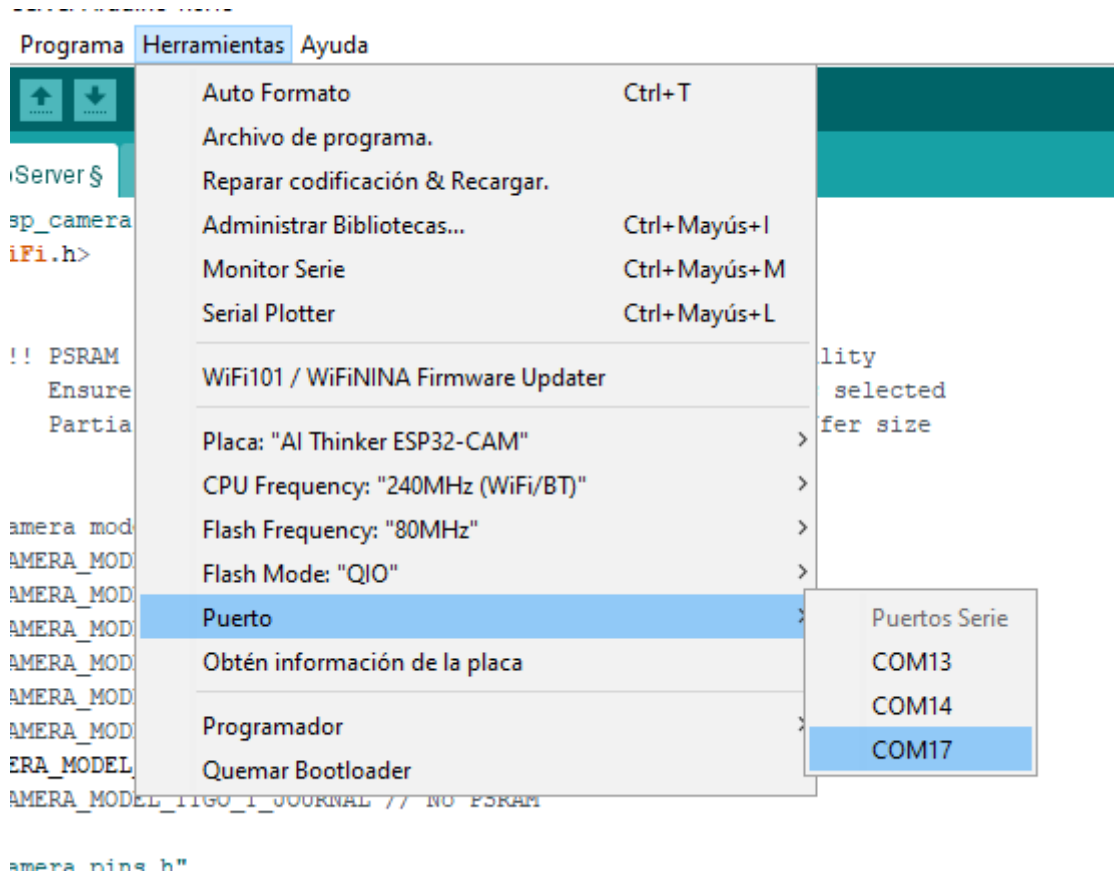 Programa Herramientas Ayuda
Auto Formato Ctrl+T
Archivo de programa.
Server §
Reparar codificación & Recargar.
sp_camera
Administrar Bibliotecas... Ctrl+Mayús+I
iFi.h>
Monitor Serie Ctrl+Mayús+M
Serial Plotter Ctrl+Mayús+L
!! PSRAM lity
WiFi101 / WiFiNINA Firmware Updater
Ensure selected
Partia fer size
Placa: "AI Thinker ESP32-CAM"
CPU Frequency: "240MHz (WiFi/BT)"
amera mod
Flash Frequency: "80MHz"
AMERA_MOD
Flash Mode: "QIO"
AMERA_MOD
Puerto Puertos Serie
AMERA_MOD
Obtén información de la placa COM13
AMERA_MOD
AMERA_MOD
COM14
Programador
AMERA_MOD
COM17
ERA_MODEL_
Quemar Bootloader
AMERA_MODEL_TTGO_T_JOURNAL // No PSRAM
amera_pins.h"